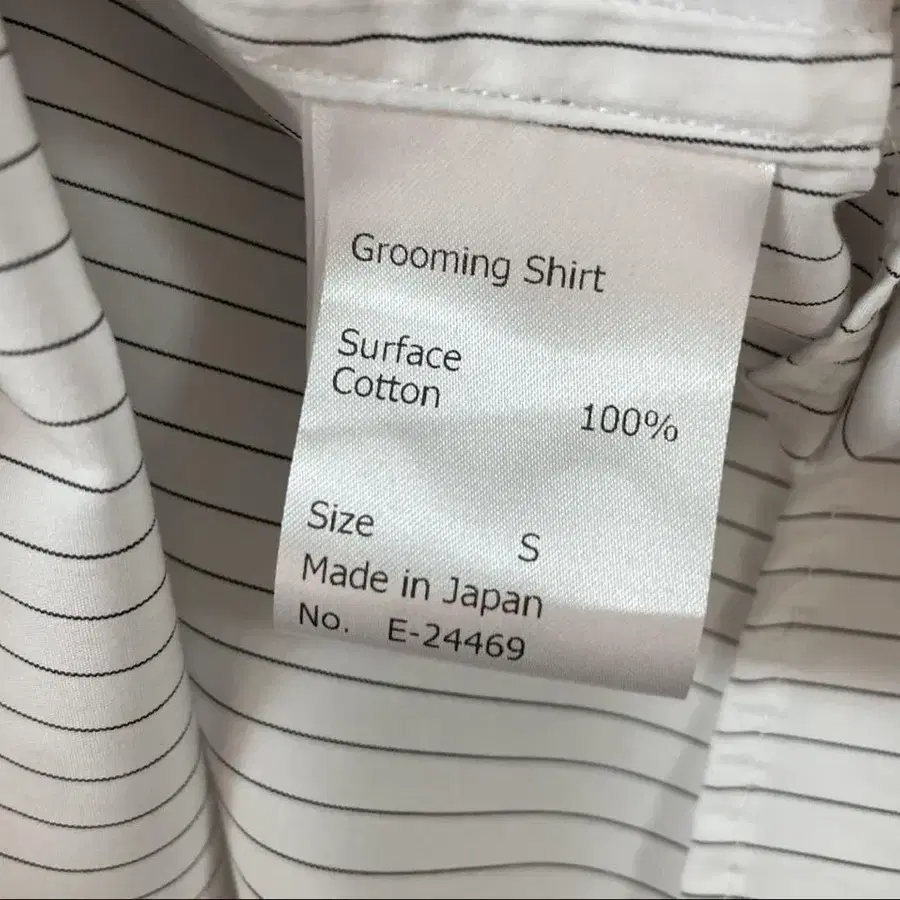 Grooming Shirt
Surface
Cotton 100%
Size S
Made in Japan
No. E-24469